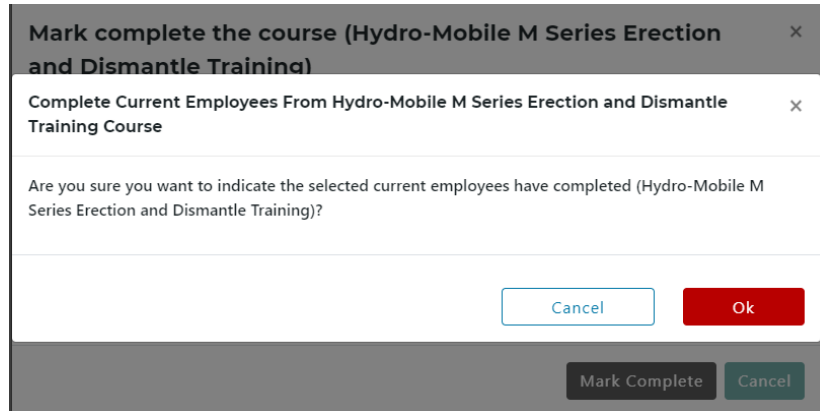 Mark complete the course (Hydro-Mobile M Series Erection
and Dismantle Training)
Complete Current Employees From Hydro-Mobile M Series Erection and Dismantle
Training Course
Are you sure you want to indicate the selected current employees have completed (Hydro-Mobile M
Series Erection and Dismantle Training)?
Cancel
Ok
Mark Complete
Cancel